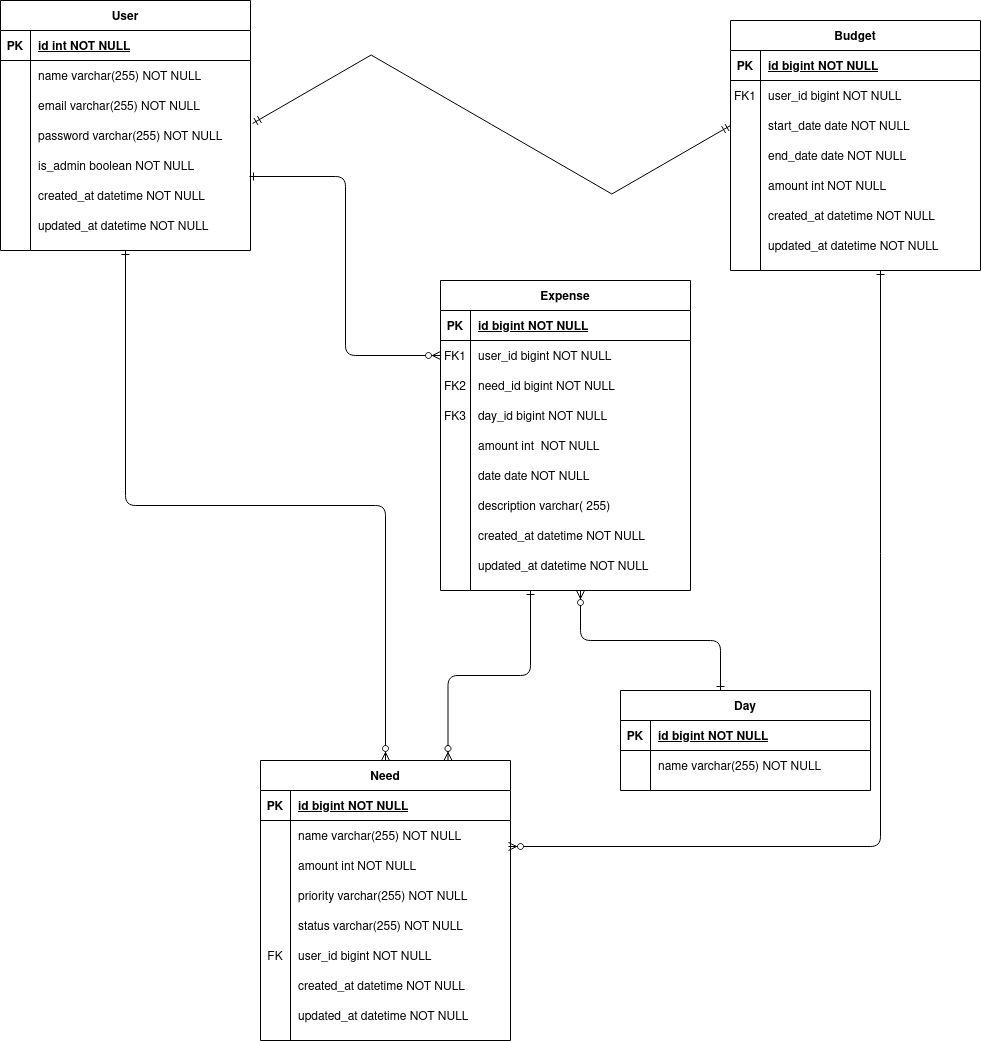 User
PK id int NOT NULL
name varchar(255) NOT NULL
email varchar(255) NOT NULL
password varchar(255) NOT NULL
is_admin boolean NOT NULL
created_at datetime NOT NULL
updated_at datetime NOT NULL
Budget
PK id bigint NOT NULL
FK1 user_id bigint NOT NULL
start_date date NOT NULL
end_date date NOT NULL
amount int NOT NULL
created_at datetime NOT NULL
updated_at datetime NOT NULL
Expense
PK id bigint NOT NULL
FK1 user_id bigint NOT NULL
FK2 need_id bigint NOT NULL
FK3 day_id bigint NOT NULL
amount int  NOT NULL
date date NOT NULL
description varchar( 255)
created_at datetime NOT NULL
updated_at datetime NOT NULL
Day
PK id bigint NOT NULL
name varchar(255) NOT NULL
Need
PK id bigint NOT NULL
name varchar(255) NOT NULL
amount int NOT NULL
priority varchar(255) NOT NULL
status varchar(255) NOT NULL
FK user_id bigint NOT NULL
created_at datetime NOT NULL
updated_at datetime NOT NULL